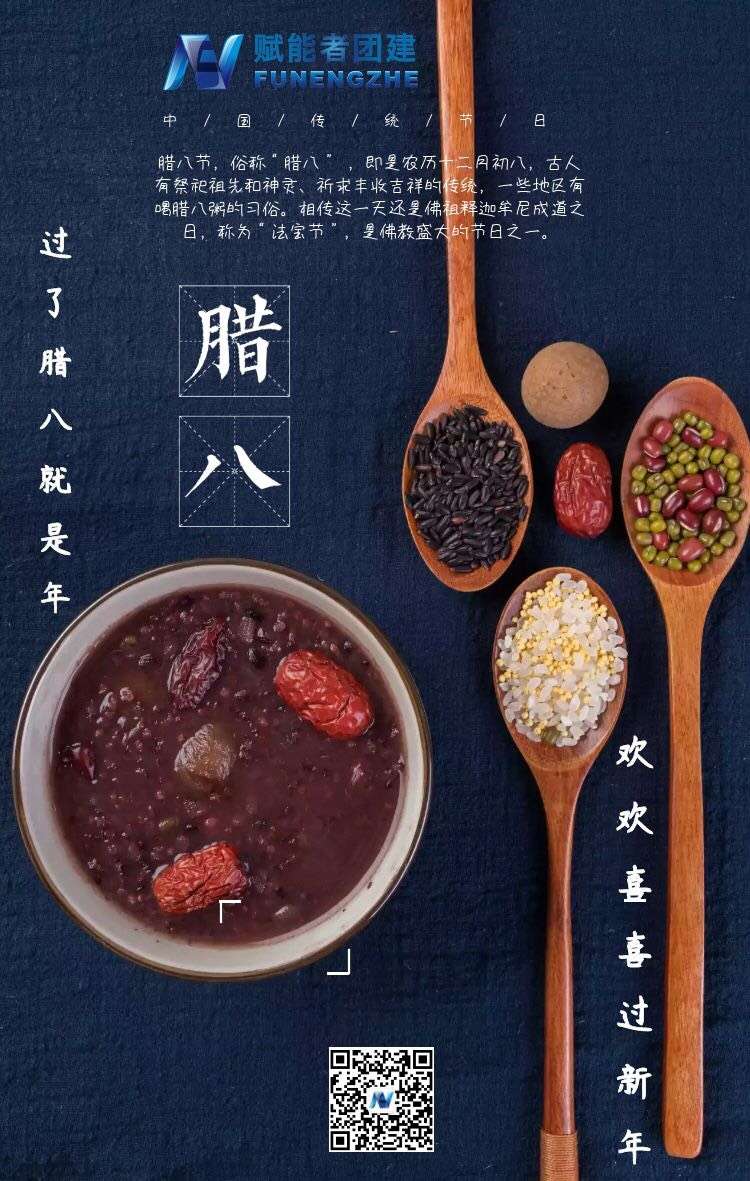 赋能者团建
FUNENGZHE
中/国/传/统/节/日
腊八节，俗称“腊八”，即是农历十二月初八，古人
有祭祀祖先和神灵、祈求丰收吉祥的传统，一些地区有
喝腊八粥的习俗。相传这一天还是佛祖释迦牟尼成道之
日，称为“法宝节”，是佛教盛大的节日之一。
过了腊八就是年
腊八
欢欢喜喜过新年